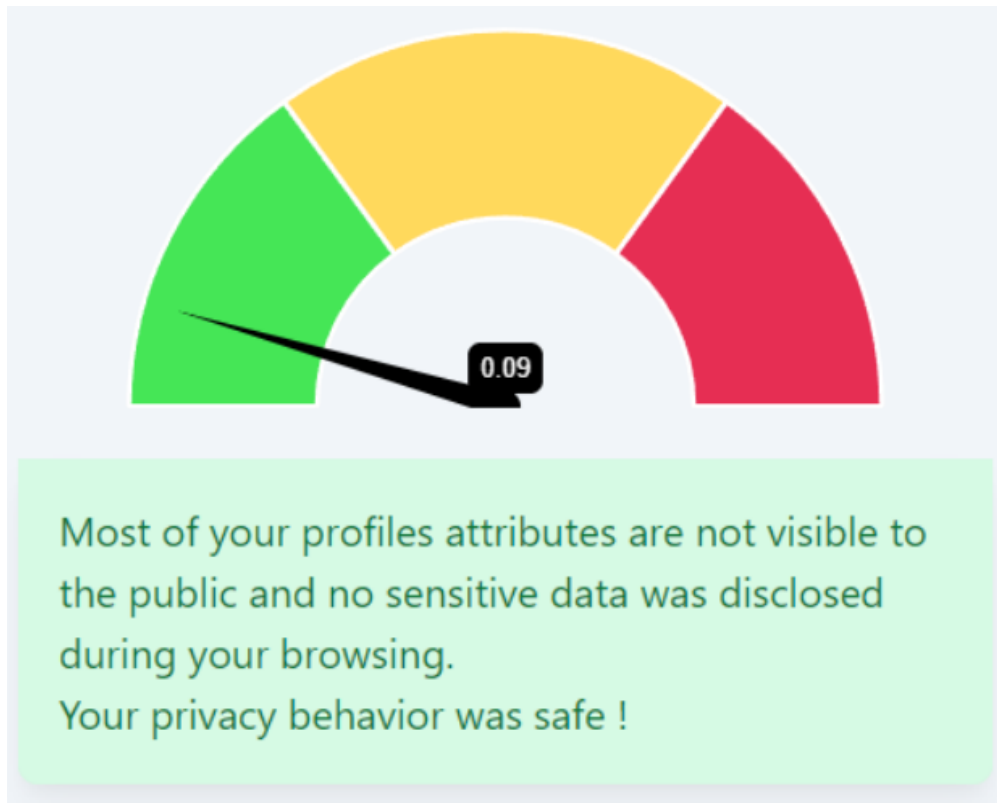 0.09
Most of your profiles attributes are not visible to
the public and no sensitive data was disclosed
during your browsing.
Your privacy behavior was safe !